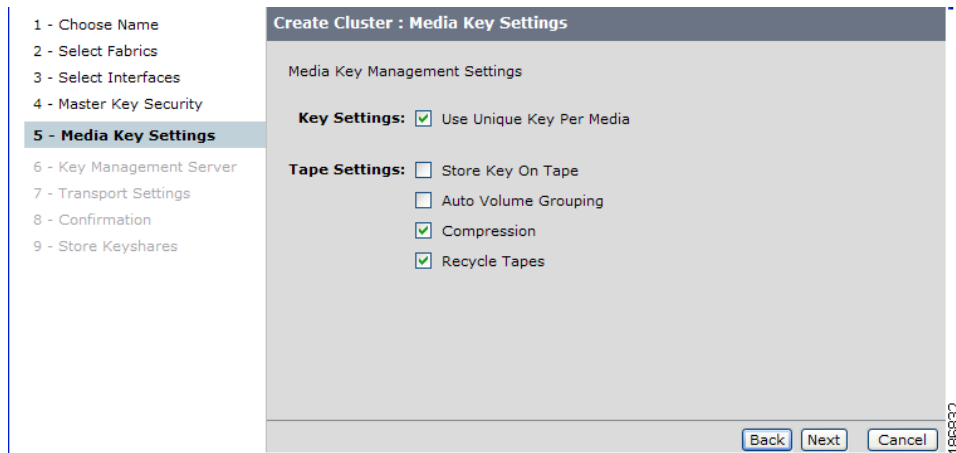 1 - Choose Name
2 - Select Fabrics
3 - Select Interfaces
4 - Master Key Security
5 - Media Key Settings
6 - Key Management Server
7 - Transport Settings
8 - Confirmation
9 - Store Keyshares
Create Cluster : Media Key Settings
Media Key Management Settings
Key Settings: Use Unique Key Per Media
Tape Settings: Store Key On Tape
Auto Volume Grouping
Compression
Recycle Tapes
Back Next Cancel
186832